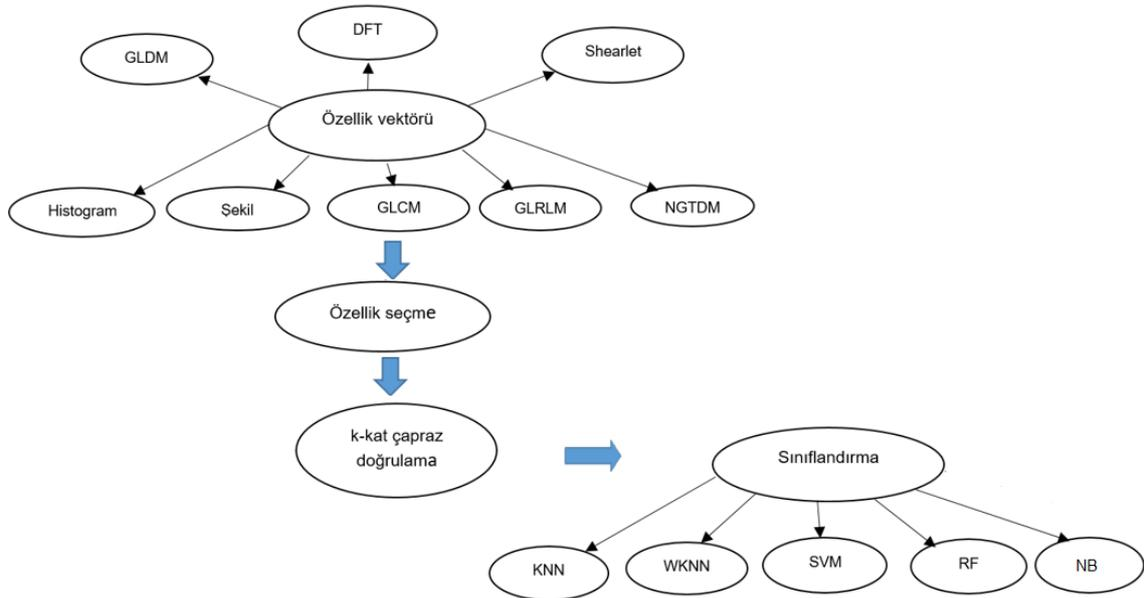 DFT
GLDM
Shearlet
Özellik vektörü
Histogram
Şekil
GLCM
GLRLM
NGTDM
Özellik seçme
k-kat çapraz
doğrulama
Sınıflandırma
KNN
WKNN
SVM
RF
NB